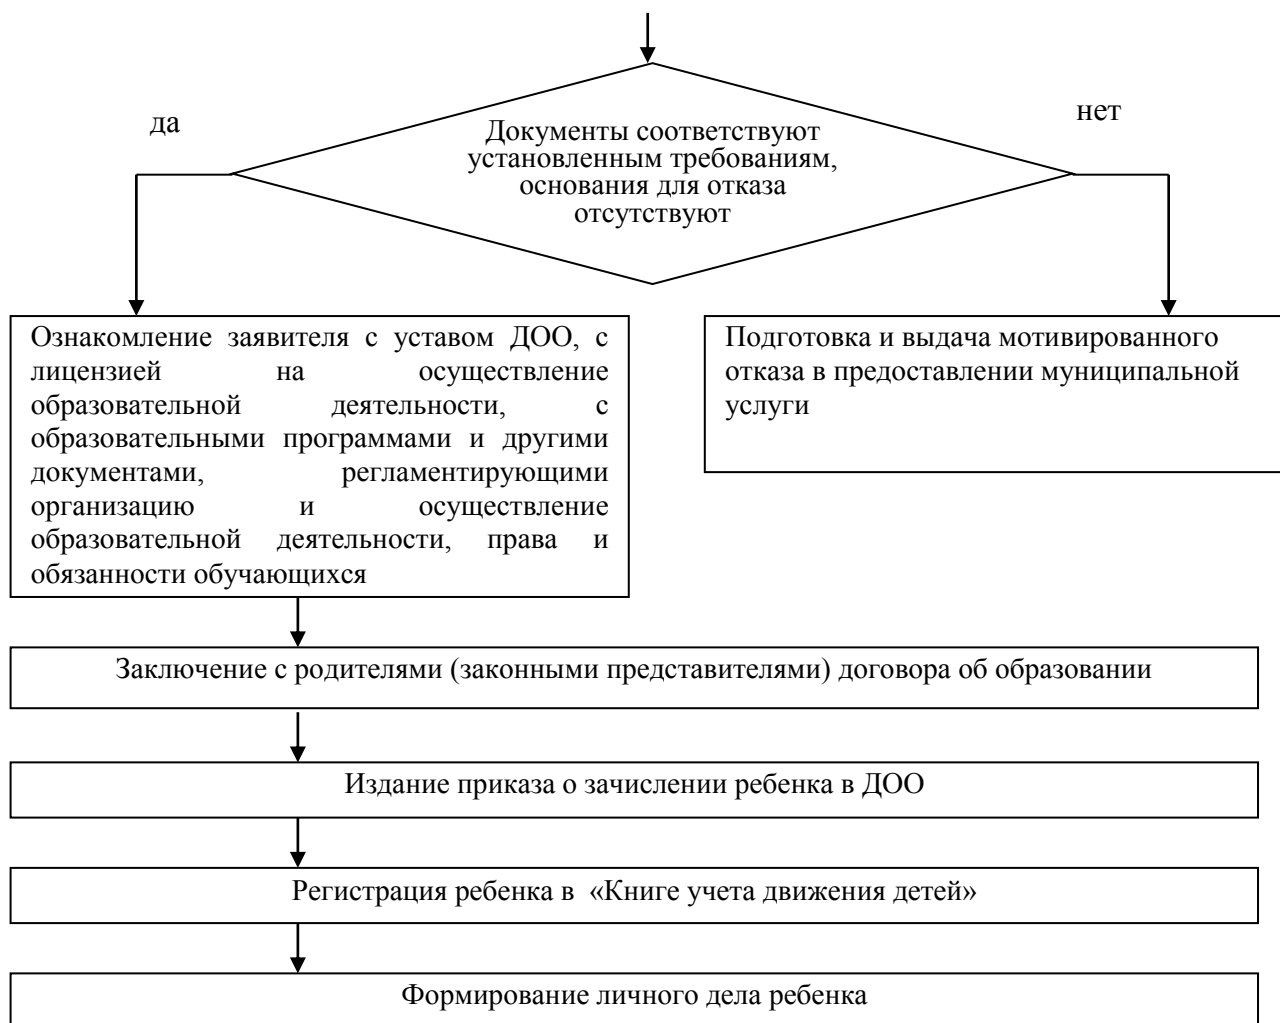 да
нет
Документы соответствуют
установленным требованиям,
основания для отказа
отсутствуют
Ознакомление заявителя с уставом ДОО, с
лицензией на осуществление
образовательной деятельности, с
образовательными программами и другими
документами, регламентирующими
организацию и осуществление
образовательной деятельности, права и
обязанности обучающихся
Подготовка и выдача мотивированного
отказа в предоставлении муниципальной
услуги
Заключение с родителями (законными представителями) договора об образовании
Издание приказа о зачислении ребенка в ДОО
Регистрация ребенка в «Книге учета движения детей»
Формирование личного дела ребенка